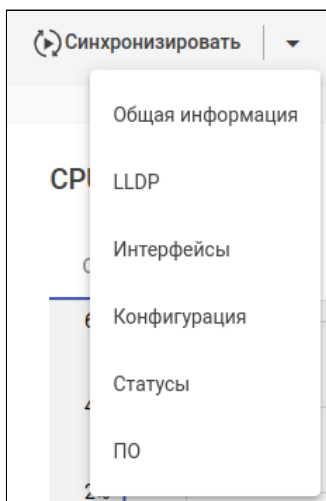 Синхронизировать
Общая информация
CPU
LLDP
Интерфейсы
Конфигурация
Статусы
ПО